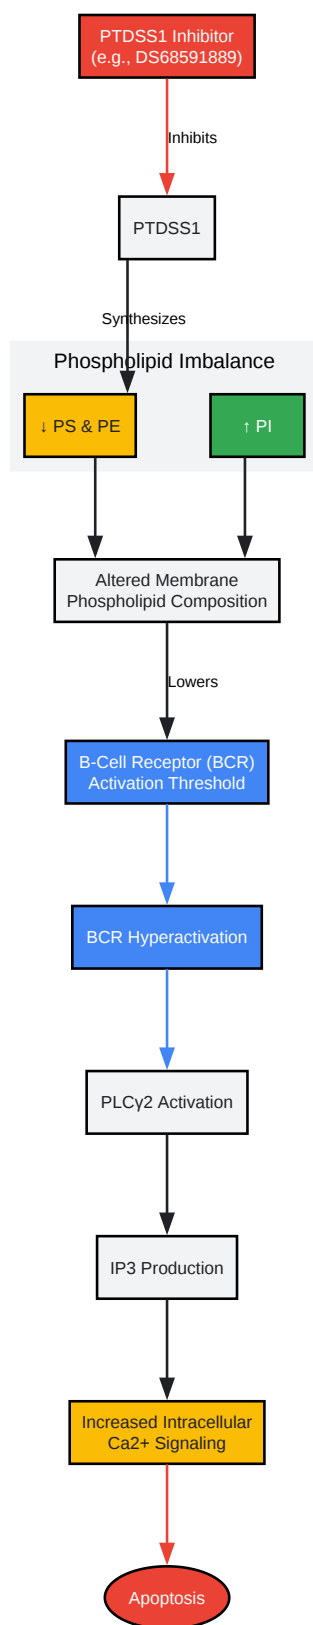 PTDSS1 Inhibitor
(e.g., DS68591889)
Inhibits
PTDSS1
Synthesizes
Phospholipid Imbalance
↓ PS & PE
↑ PI
Altered Membrane
Phospholipid Composition
Lowers
B-Cell Receptor (BCR)
Activation Threshold
BCR Hyperactivation
PLCγ2 Activation
IP3 Production
Increased Intracellular
Ca2+ Signaling
Apoptosis